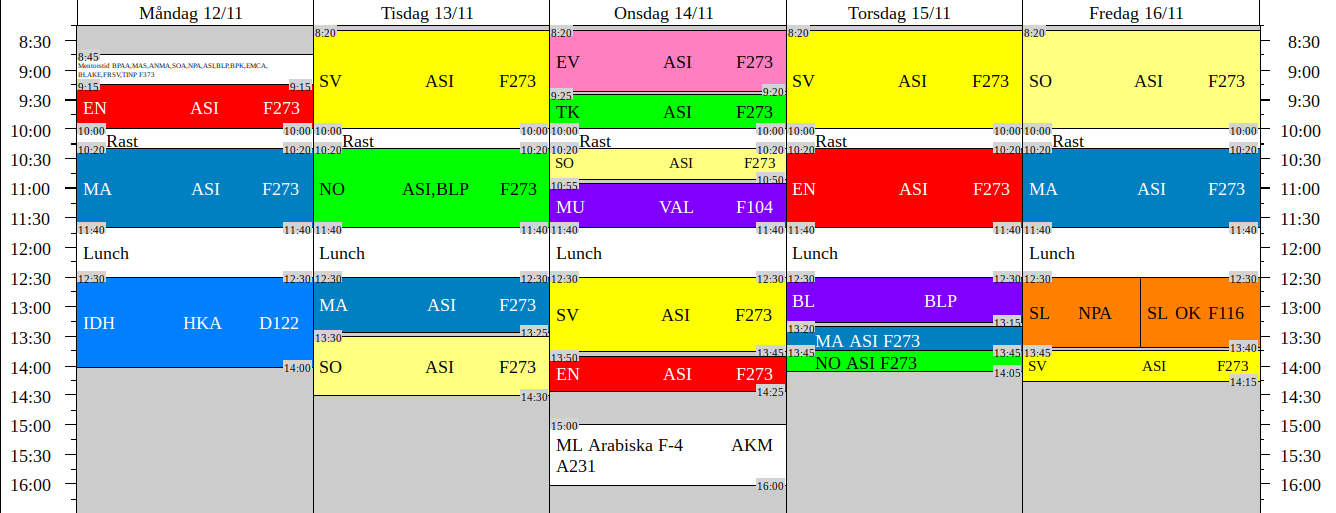 Måndag 12/11 Tisdag 13/11 Onsdag 14/11 Torsdag 15/11 Fredag 16/11
8:20 8:20 8:20 8:20
8:30 8:30
8:45
Mentorstid BPAA,MAS,ANMA,SOA,NPA,ASI,BLP,BPK,EMCA,
IH,AKE,FRSV,TINP F373
EV ASI F273
9:00 9:00
SV ASI F273 SV ASI F273 SO ASI F273
9:15 9:15 9:20
9:25
9:30 9:30
EN ASI F273 TK ASI F273
10:00 10:00 10:00 10:00 10:00 10:00 10:00 10:00 10:00 10:00 10:00 10:00
Rast Rast Rast Rast Rast
10:20 10:20 10:20 10:20 10:20 10:20 10:20 10:20 10:20 10:20
10:30 10:30
SO ASI F273
10:50
10:55
11:00 11:00
MA ASI F273 NO ASI,BLP F273 EN ASI F273 MA ASI F273
MU VAL F104
11:30 11:30
11:40 11:40 11:40 11:40 11:40 11:40 11:40 11:40 11:40 11:40
12:00 12:00
Lunch Lunch Lunch Lunch Lunch
12:30 12:30 12:30 12:30 12:30 12:30 12:30 12:30 12:30 12:30 12:30 12:30
13:00 13:00
MA ASI F273 BL BLP
SL NPA SL OK F116
SV ASI F273
IDH HKA D122
13:15
13:20
13:25
13:30 13:30 13:30
MA ASI F273
13:40
13:45 13:45 13:45 13:45
13:50
NO ASI F273
14:00 14:00
SO ASI F273 SV ASI F273
14:00
14:05
EN ASI F273
14:15
14:25
14:30 14:30 14:30
15:00 15:00 15:00
ML Arabiska F-4 AKM
A231
15:30 15:30
16:00 16:00 16:00